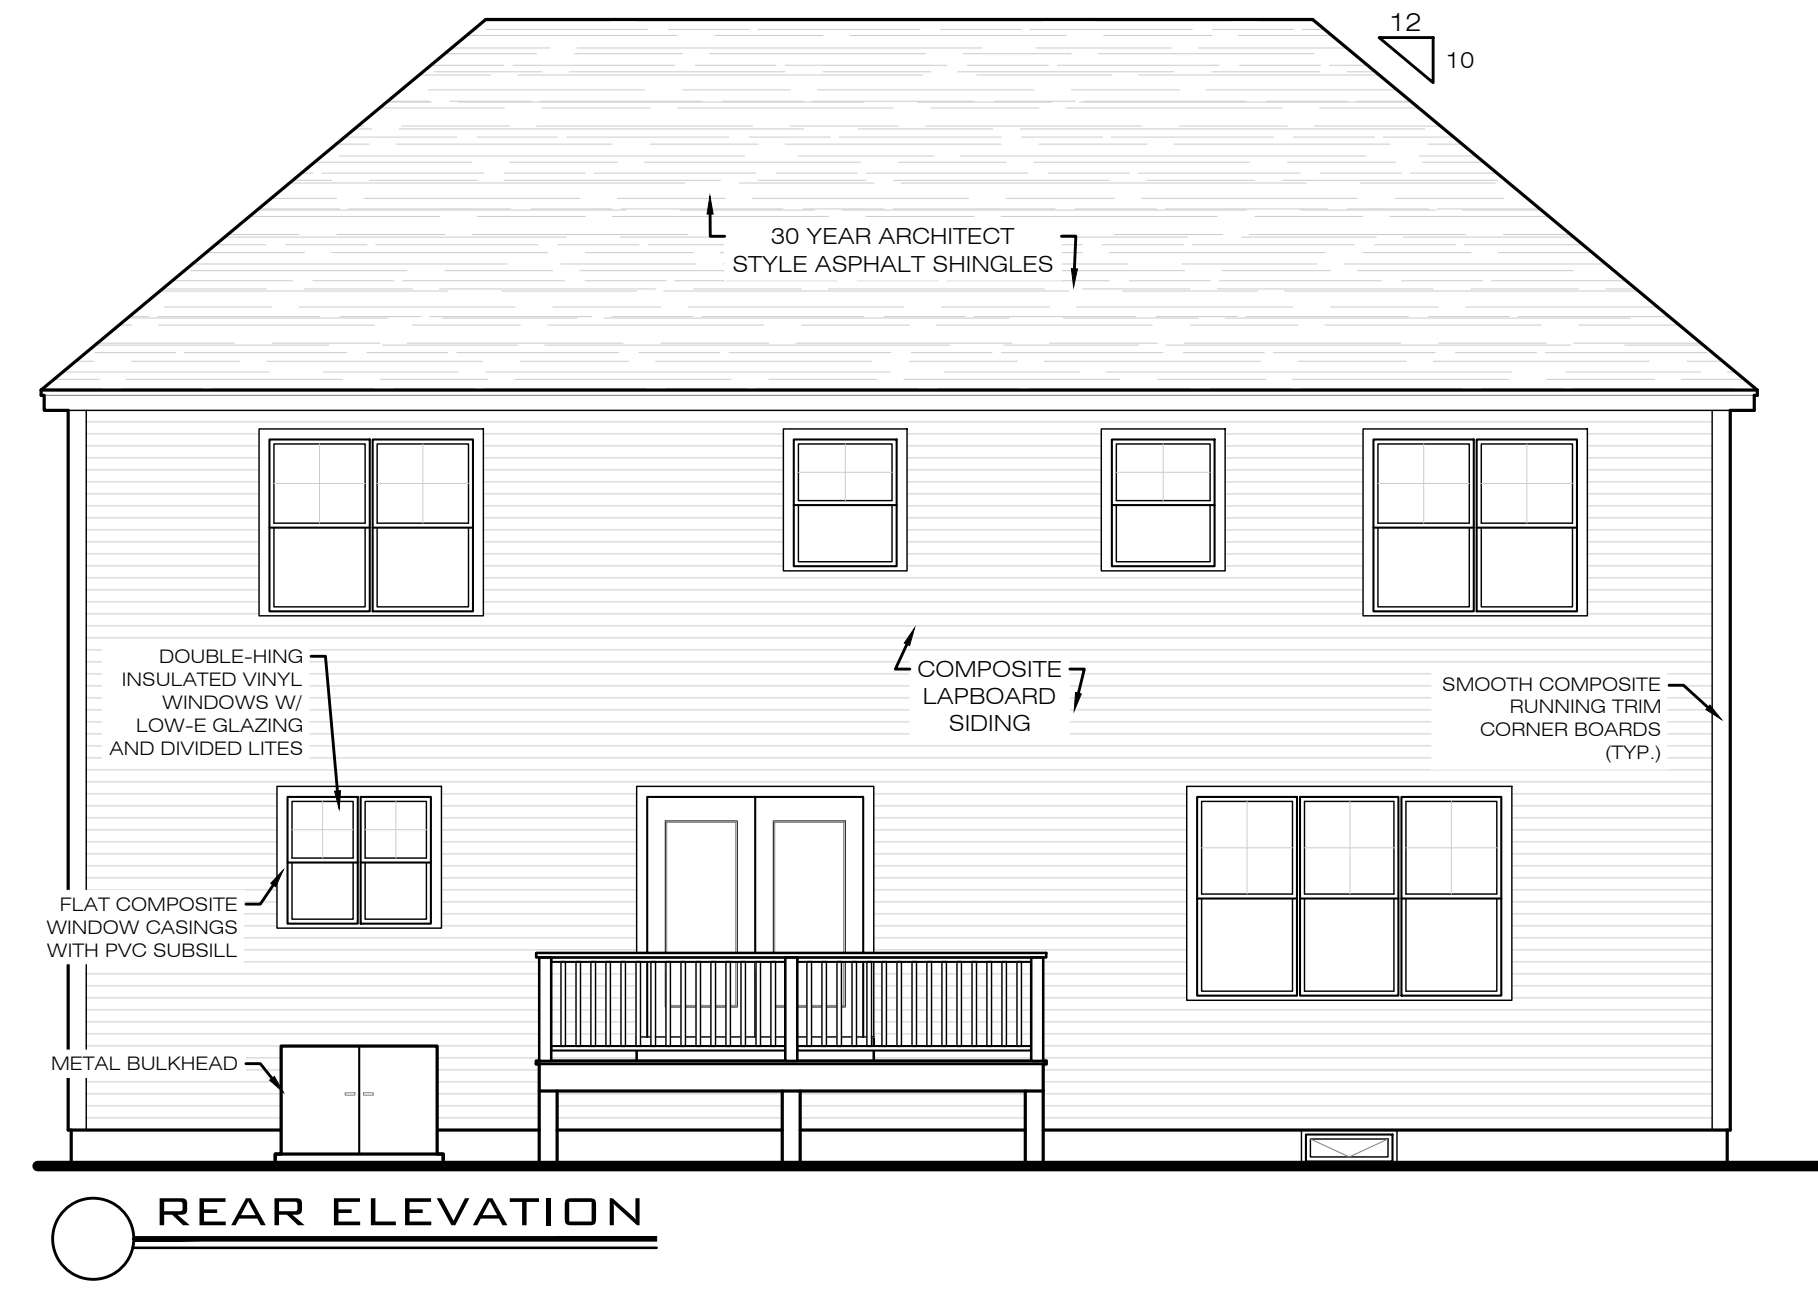 12
10
30 YEAR ARCHITECT
STYLE ASPHALT SHINGLES
DOUBLE-HING
INSULATED VINYL
WINDOWS W/
LOW-E GLAZING
AND DIVIDED LITES
COMPOSITE
LAPBOARD
SIDING
SMOOTH COMPOSITE
RUNNING TRIM
CORNER BOARDS
(TYP.)
FLAT COMPOSITE
WINDOW CASINGS
WITH PVC SUBSILL
METAL BULKHEAD
REAR ELEVATION